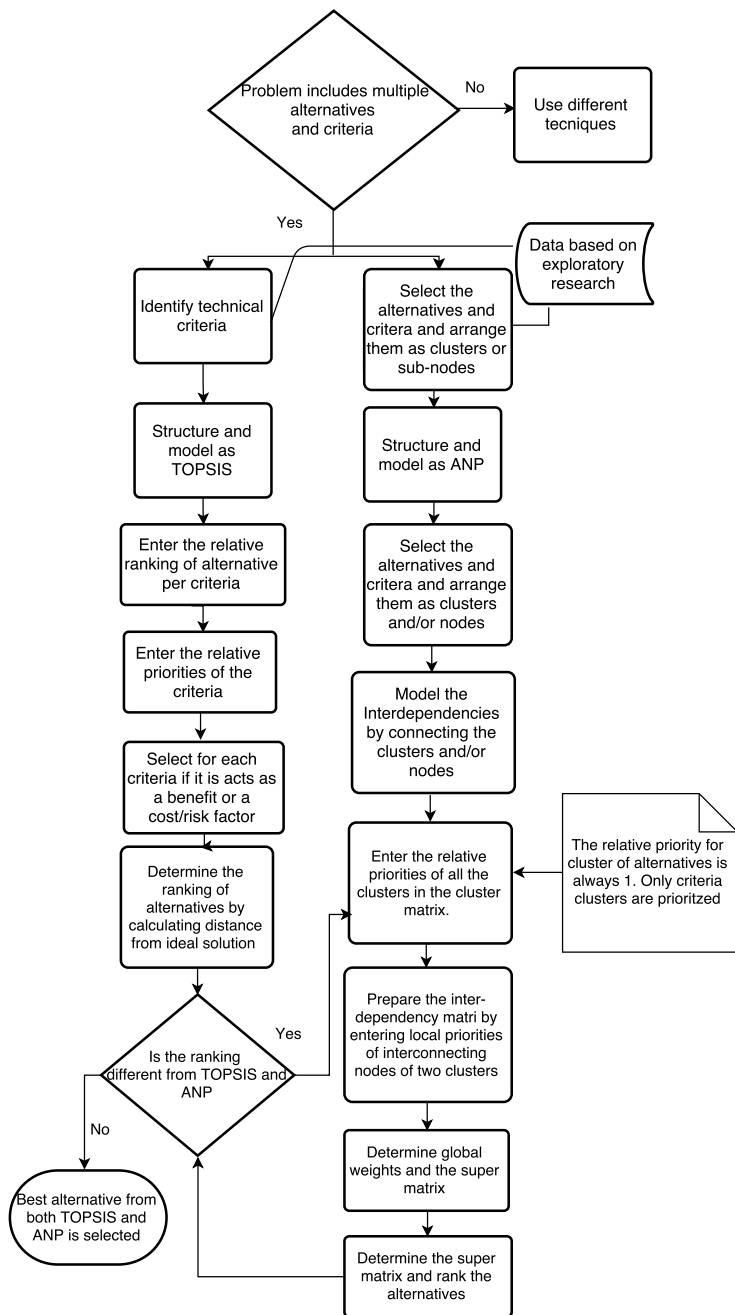 Problem includes multiple
alternatives
and criteria
No
Use different
tecniques
Yes
Data based on
exploratory
research
Identify technical
criteria
Select the
alternatives and
critera and arrange
them as clusters or
sub-nodes
Structure and
model as
TOPSIS
Structure and
model as ANP
Enter the relative
ranking of alternative
per criteria
Select the
alternatives and
critera and arrange
them as clusters
and/or nodes
Enter the relative
priorities of the
criteria
Model the
Interdependencies
by connecting the
clusters and/or
nodes
Select for each
criteria if it is acts as
a benefit or a
cost/risk factor
Enter the relative
priorities of all the
clusters in the cluster
matrix.
The relative priority for
cluster of alternatives is
always 1. Only criteria
clusters are prioritzed
Determine the
ranking of
alternatives by
calculating distance
from ideal solution
Prepare the inter-
dependency matri by
entering local priorities
of interconnecting
nodes of two clusters
Yes
Is the ranking
different from TOPSIS and
ANP
No
Determine global
weights and the super
matrix
Best alternative from
both TOPSIS and
ANP is selected
Determine the super
matrix and rank the
alternatives